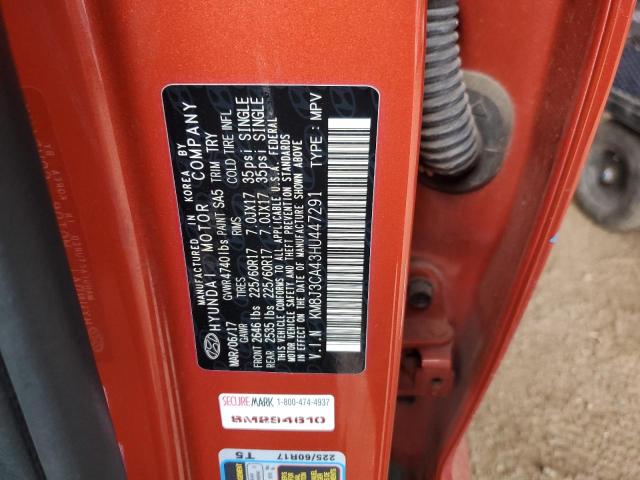 MANUFACTURED IN KOREA BY
HYUNDAI MOTOR COMPANY
MAR/06/17 GVWR 4740 lbs PAINT SA5 TRIM TRY
GAWR TIRES RIMS COLD TIRE INFL
FRONT 2646 lbs 225/60R17 7.0JX17 35psi SINGLE
REAR 2535 lbs 225/60R17 7.0JX17 35psi SINGLE
THIS VEHICLE CONFORMS TO ALL APPLICABLE U.S.A. FEDERAL
MOTOR VEHICLE SAFETY AND THEFT PREVENTION STANDARDS
IN EFFECT ON THE DATE OF MANUFACTURE SHOWN ABOVE
V.I.N KM8J3CA43HU447291 TYPE : MPV
SECUREMARK 1-800-474-4937
SM294610
225/60R17
T5